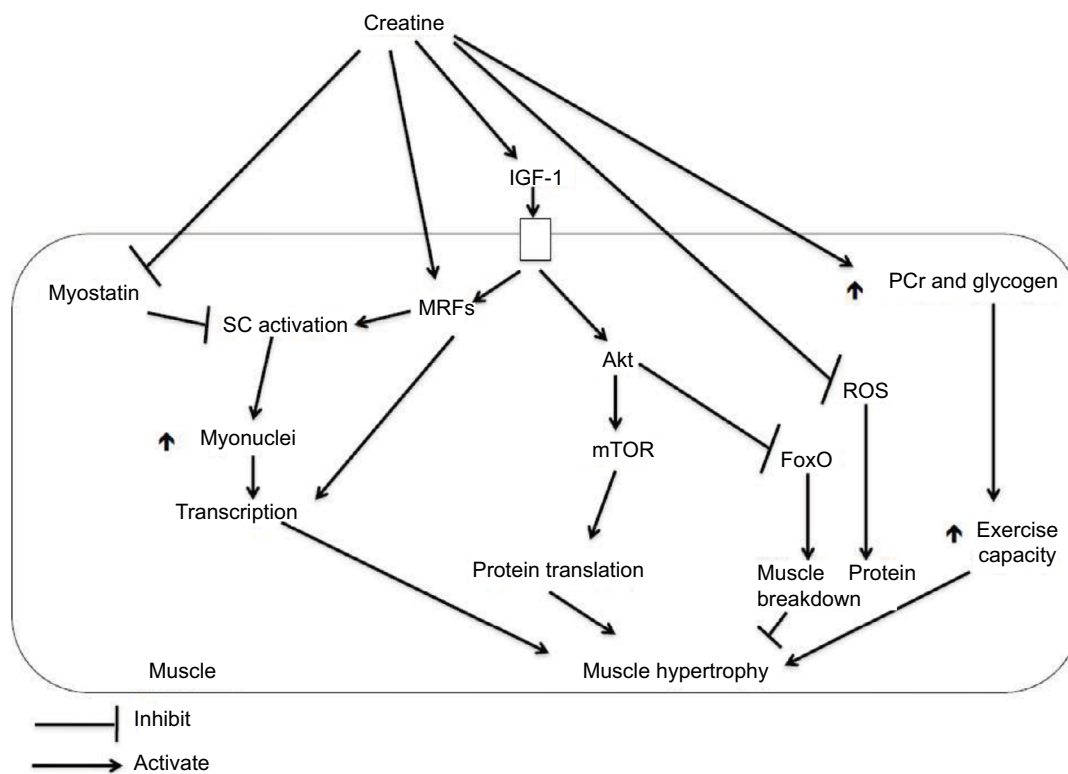 Creatine
IGF-1
PCr and glycogen
Myostatin
MRFs
SC activation
Akt
ROS
Myonuclei
mTOR
FoxO
Transcription
Exercise
capacity
Protein translation
Muscle Protein
breakdown
Muscle
Muscle hypertrophy
Inhibit
Activate